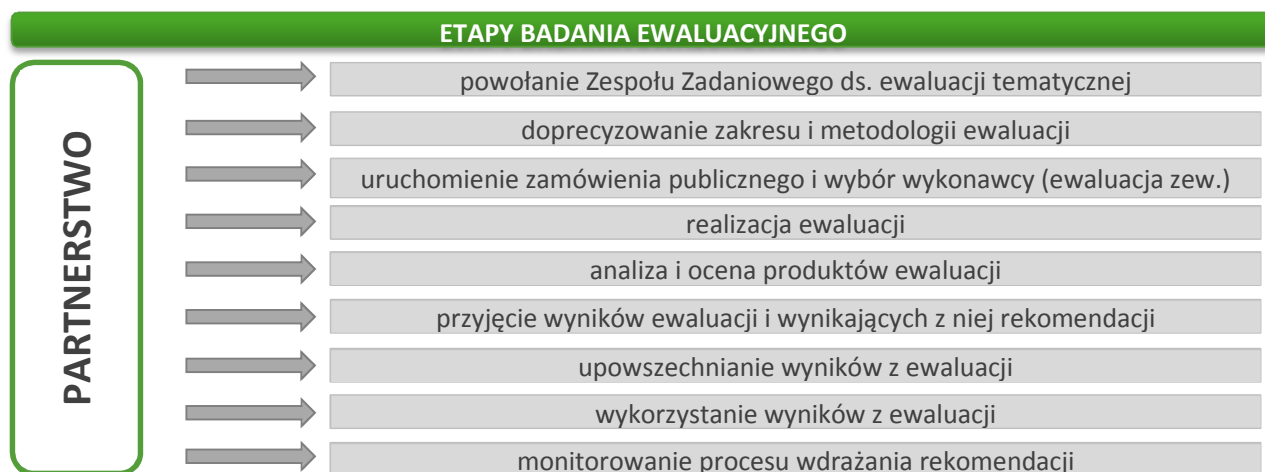 ETAPY BADANIA EWALUACYJNEGO
PARTNERSTWO
powołanie Zespołu Zadaniowego ds. ewaluacji tematycznej
doprecyzowanie zakresu i metodologii ewaluacji
uruchomienie zamówienia publicznego i wybór wykonawcy (ewaluacja zew.)
realizacja ewaluacji
analiza i ocena produktów ewaluacji
przyjęcie wyników ewaluacji i wynikających z niej rekomendacji
upowszechnianie wyników z ewaluacji
wykorzystanie wyników z ewaluacji
monitorowanie procesu wdrażania rekomendacji